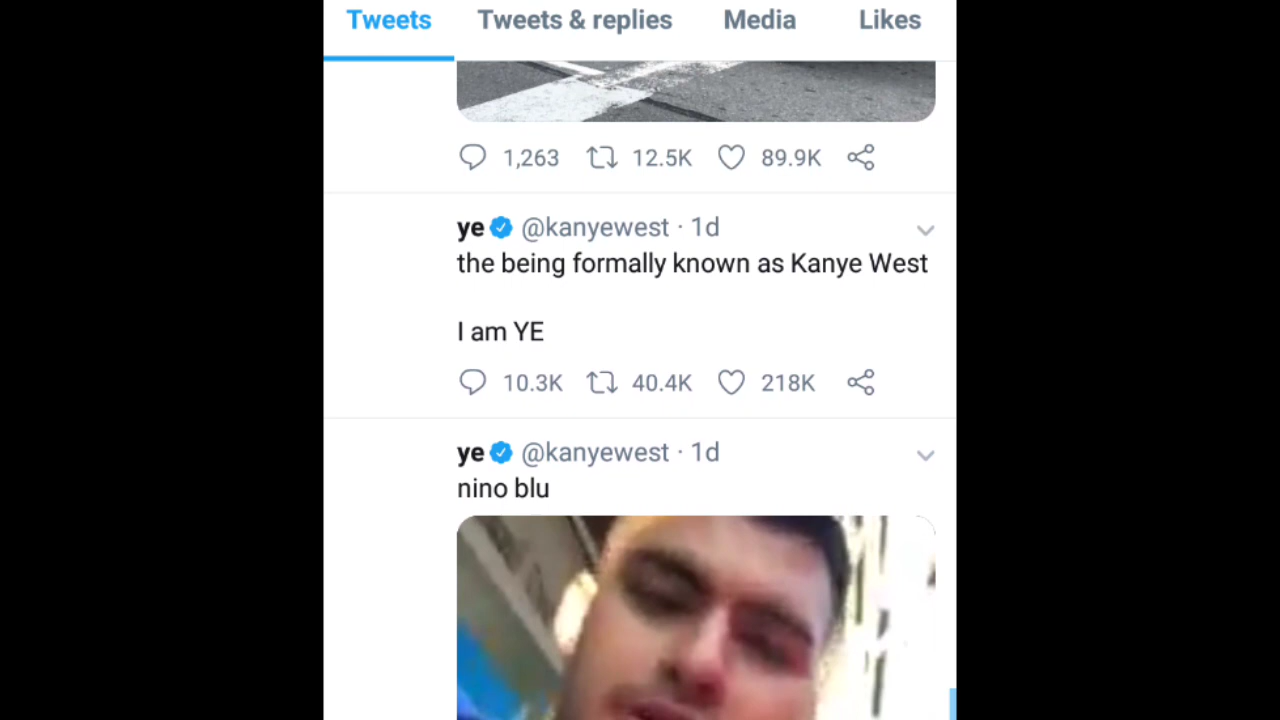 Tweets Tweets & replies Media Likes
1,263 12.5K 89.9K
ye @kanyewest · 1d
the being formally known as Kanye West
I am YE
10.3K 40.4K 218K
ye @kanyewest · 1d
nino blu